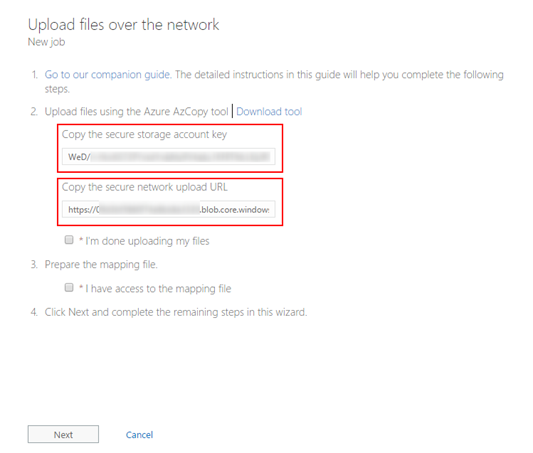 Upload files over the network
New job
1. Go to our companion guide. The detailed instructions in this guide will help you complete the following
steps.
2. Upload files using the Azure AzCopy tool | Download tool
Copy the secure storage account key
WeD/
Copy the secure network upload URL
https://0 .blob.core.windows
* I'm done uploading my files
3. Prepare the mapping file.
* I have access to the mapping file
4. Click Next and complete the remaining steps in this wizard.
Next Cancel